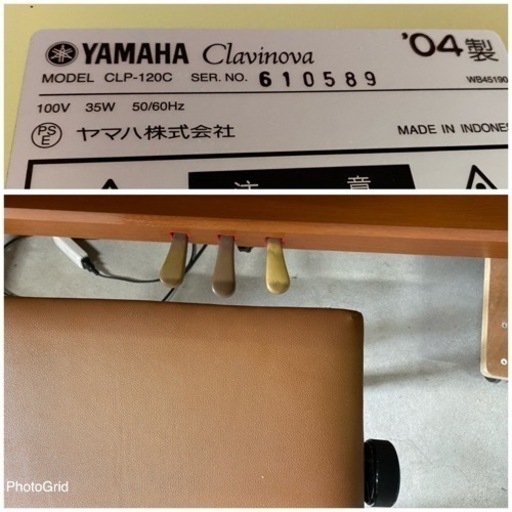 YAMAHA Clavinova '04製
MODEL CLP-120C SER. NO. 610589 WB45190
100V 35W 50/60Hz
PSE ヤマハ株式会社 MADE IN INDONES
注 意
PhotoGrid